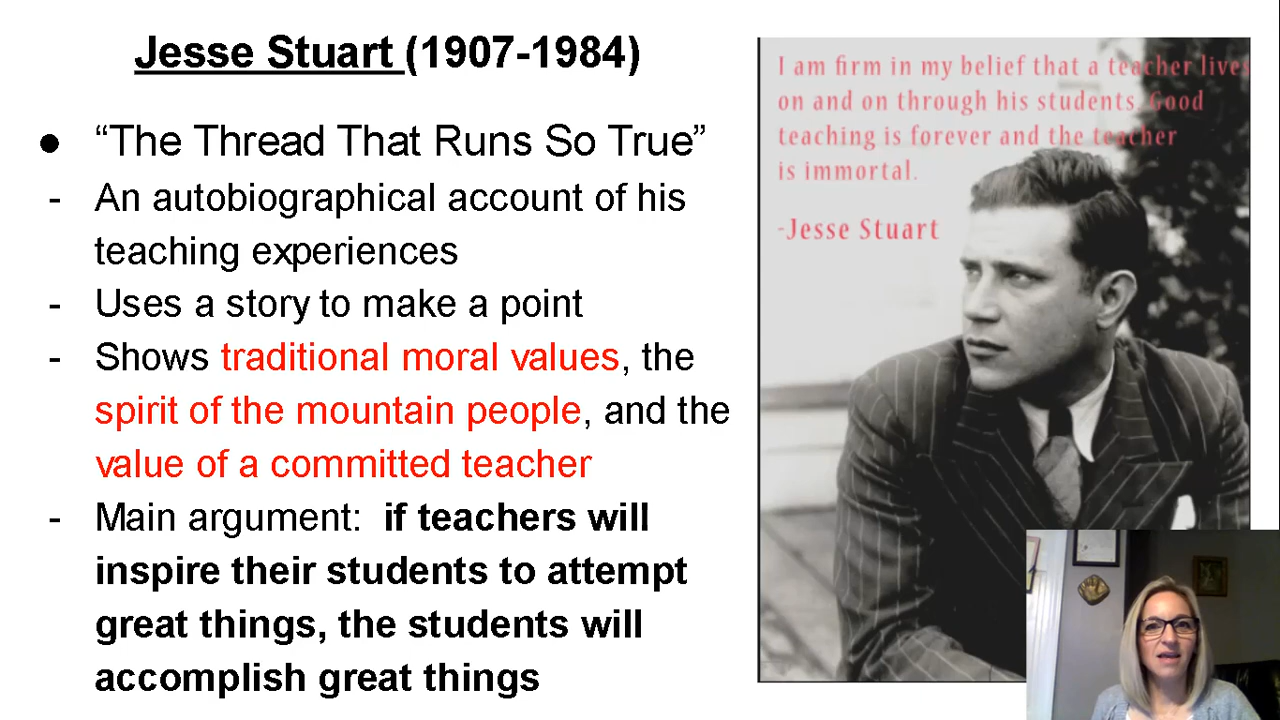 Jesse Stuart (1907-1984)
● “The Thread That Runs So True”
- An autobiographical account of his
teaching experiences
- Uses a story to make a point
- Shows traditional moral values, the
spirit of the mountain people, and the
value of a committed teacher
- Main argument: if teachers will
inspire their students to attempt
great things, the students will
accomplish great things
I am firm in my belief that a teacher lives
on and on through his students. Good
teaching is forever and the teacher
is immortal.
-Jesse Stuart